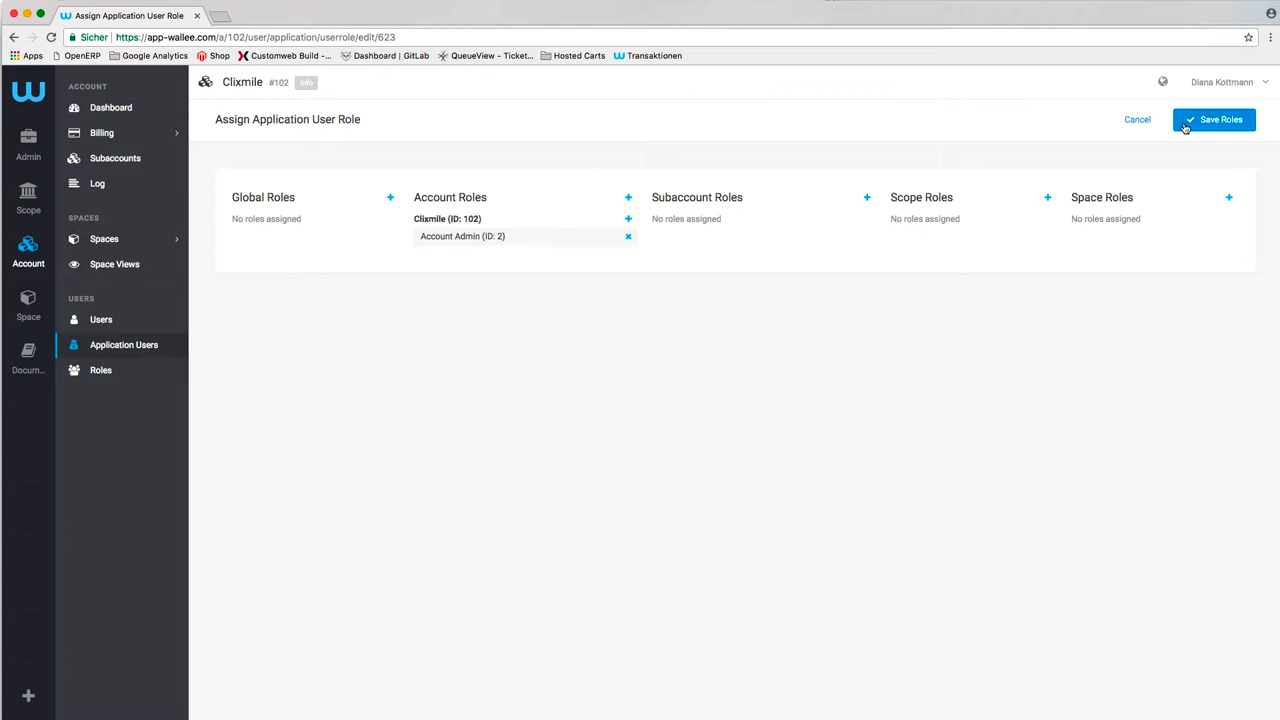 Assign Application User Role
Sicher https://app-wallee.com/a/102/user/application/userrole/edit/623
Apps OpenERP Google Analytics Shop Customweb Build -... Dashboard | GitLab QueueView - Ticket... Hosted Carts Transaktionen
Admin
Scope
Account
Space
Docum...
ACCOUNT
Dashboard
Billing
Subaccounts
Log
SPACES
Spaces
Space Views
USERS
Users
Application Users
Roles
Clixmile #102 Info
Diana Kottmann
Assign Application User Role
Cancel
Save Roles
Global Roles
No roles assigned
Account Roles
Clixmile (ID: 102)
Account Admin (ID: 2)
Subaccount Roles
No roles assigned
Scope Roles
No roles assigned
Space Roles
No roles assigned